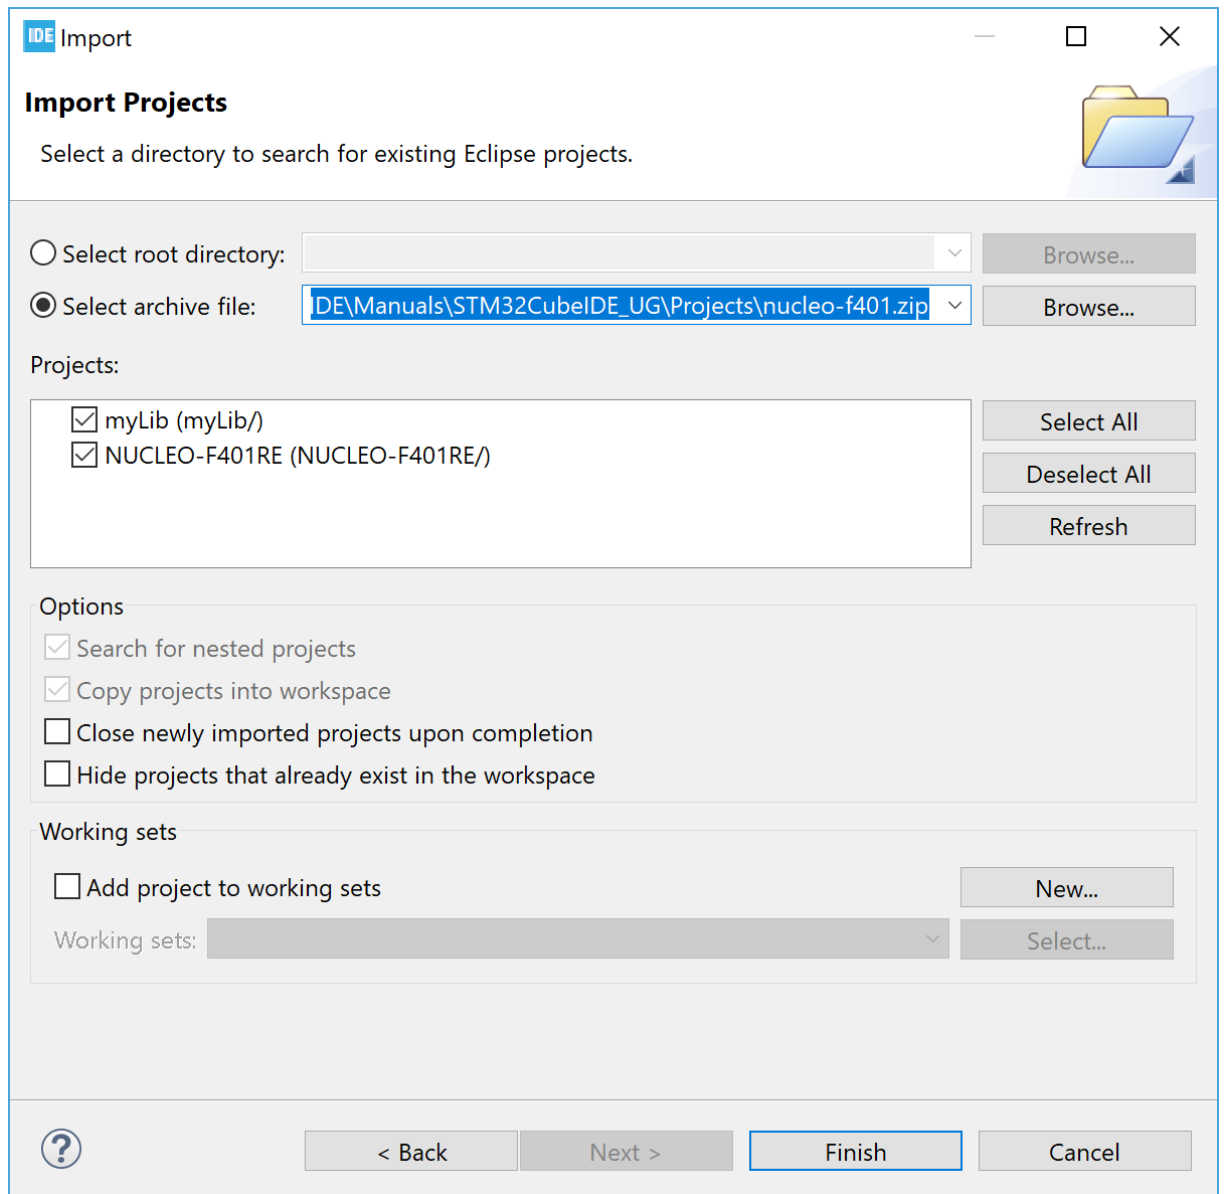 IDE Import
Import Projects
Select a directory to search for existing Eclipse projects.
Select root directory:
Browse...
Select archive file:
IDE\Manuals\STM32CubeIDE_UG\Projects\nucleo-f401.zip
Browse...
Projects:
myLib (myLib/)
NUCLEO-F401RE (NUCLEO-F401RE/)
Select All
Deselect All
Refresh
Options
Search for nested projects
Copy projects into workspace
Close newly imported projects upon completion
Hide projects that already exist in the workspace
Working sets
Add project to working sets
New...
Working sets:
Select...
?
< Back
Next >
Finish
Cancel